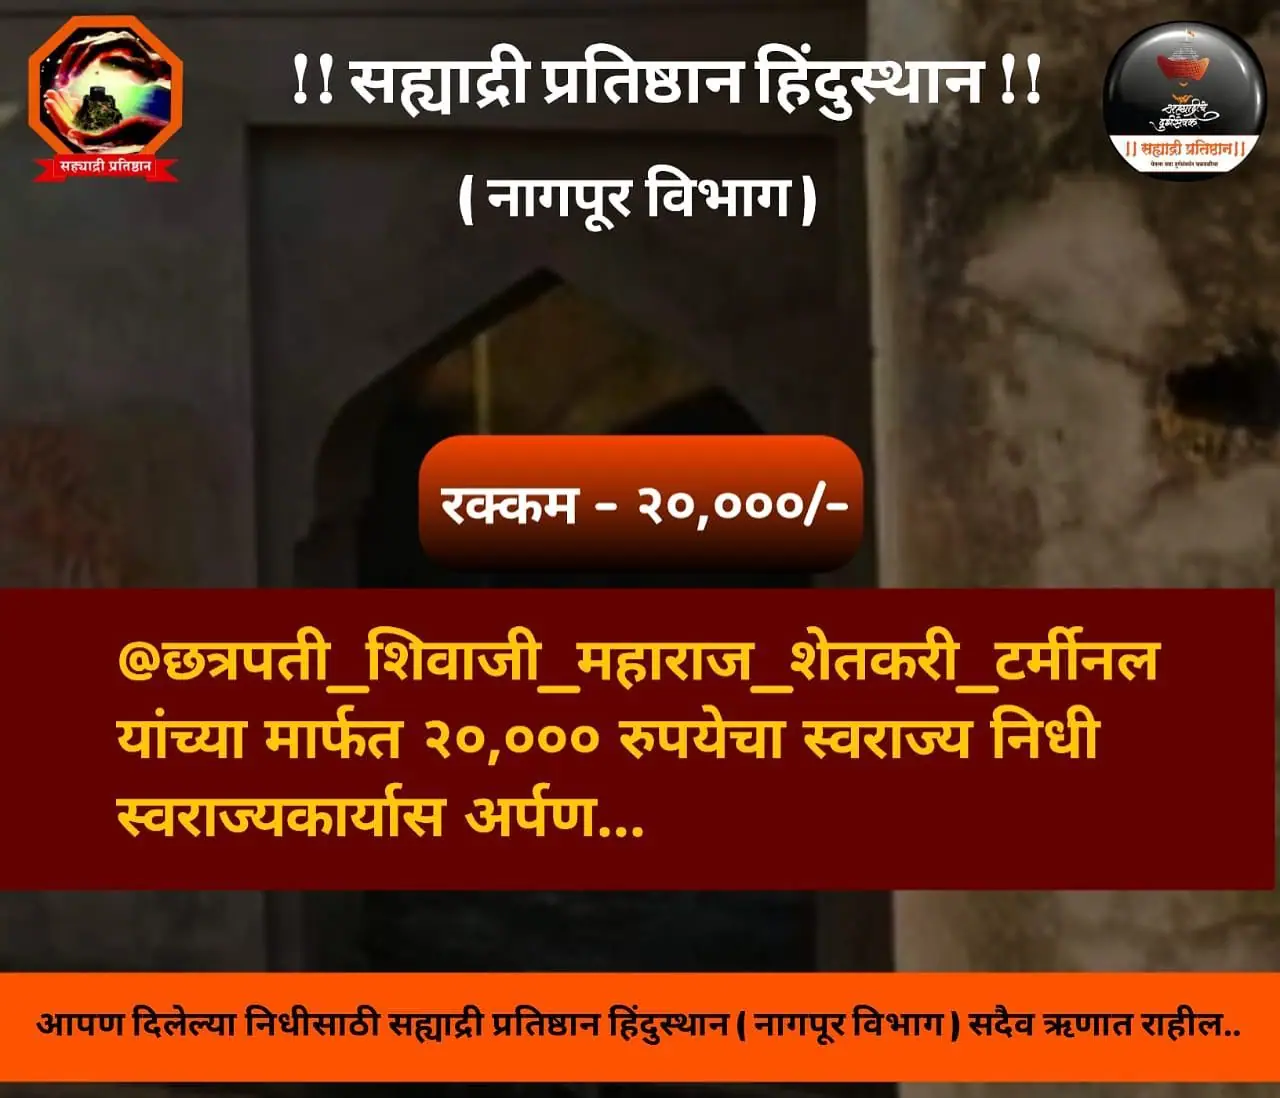 !! सह्याद्री प्रतिष्ठान हिंदुस्थान !!
( नागपूर विभाग )
सह्याद्री प्रतिष्ठान
|| सह्याद्री प्रतिष्ठान ||
रक्कम - २०,०००/-
@छत्रपती_शिवाजी_महाराज_शेतकरी_टर्मीनल
यांच्या मार्फत २०,००० रुपयेचा स्वराज्य निधी
स्वराज्यकार्यास अर्पण...
आपण दिलेल्या निधीसाठी सह्याद्री प्रतिष्ठान हिंदुस्थान ( नागपूर विभाग ) सदैव ऋणात राहील..